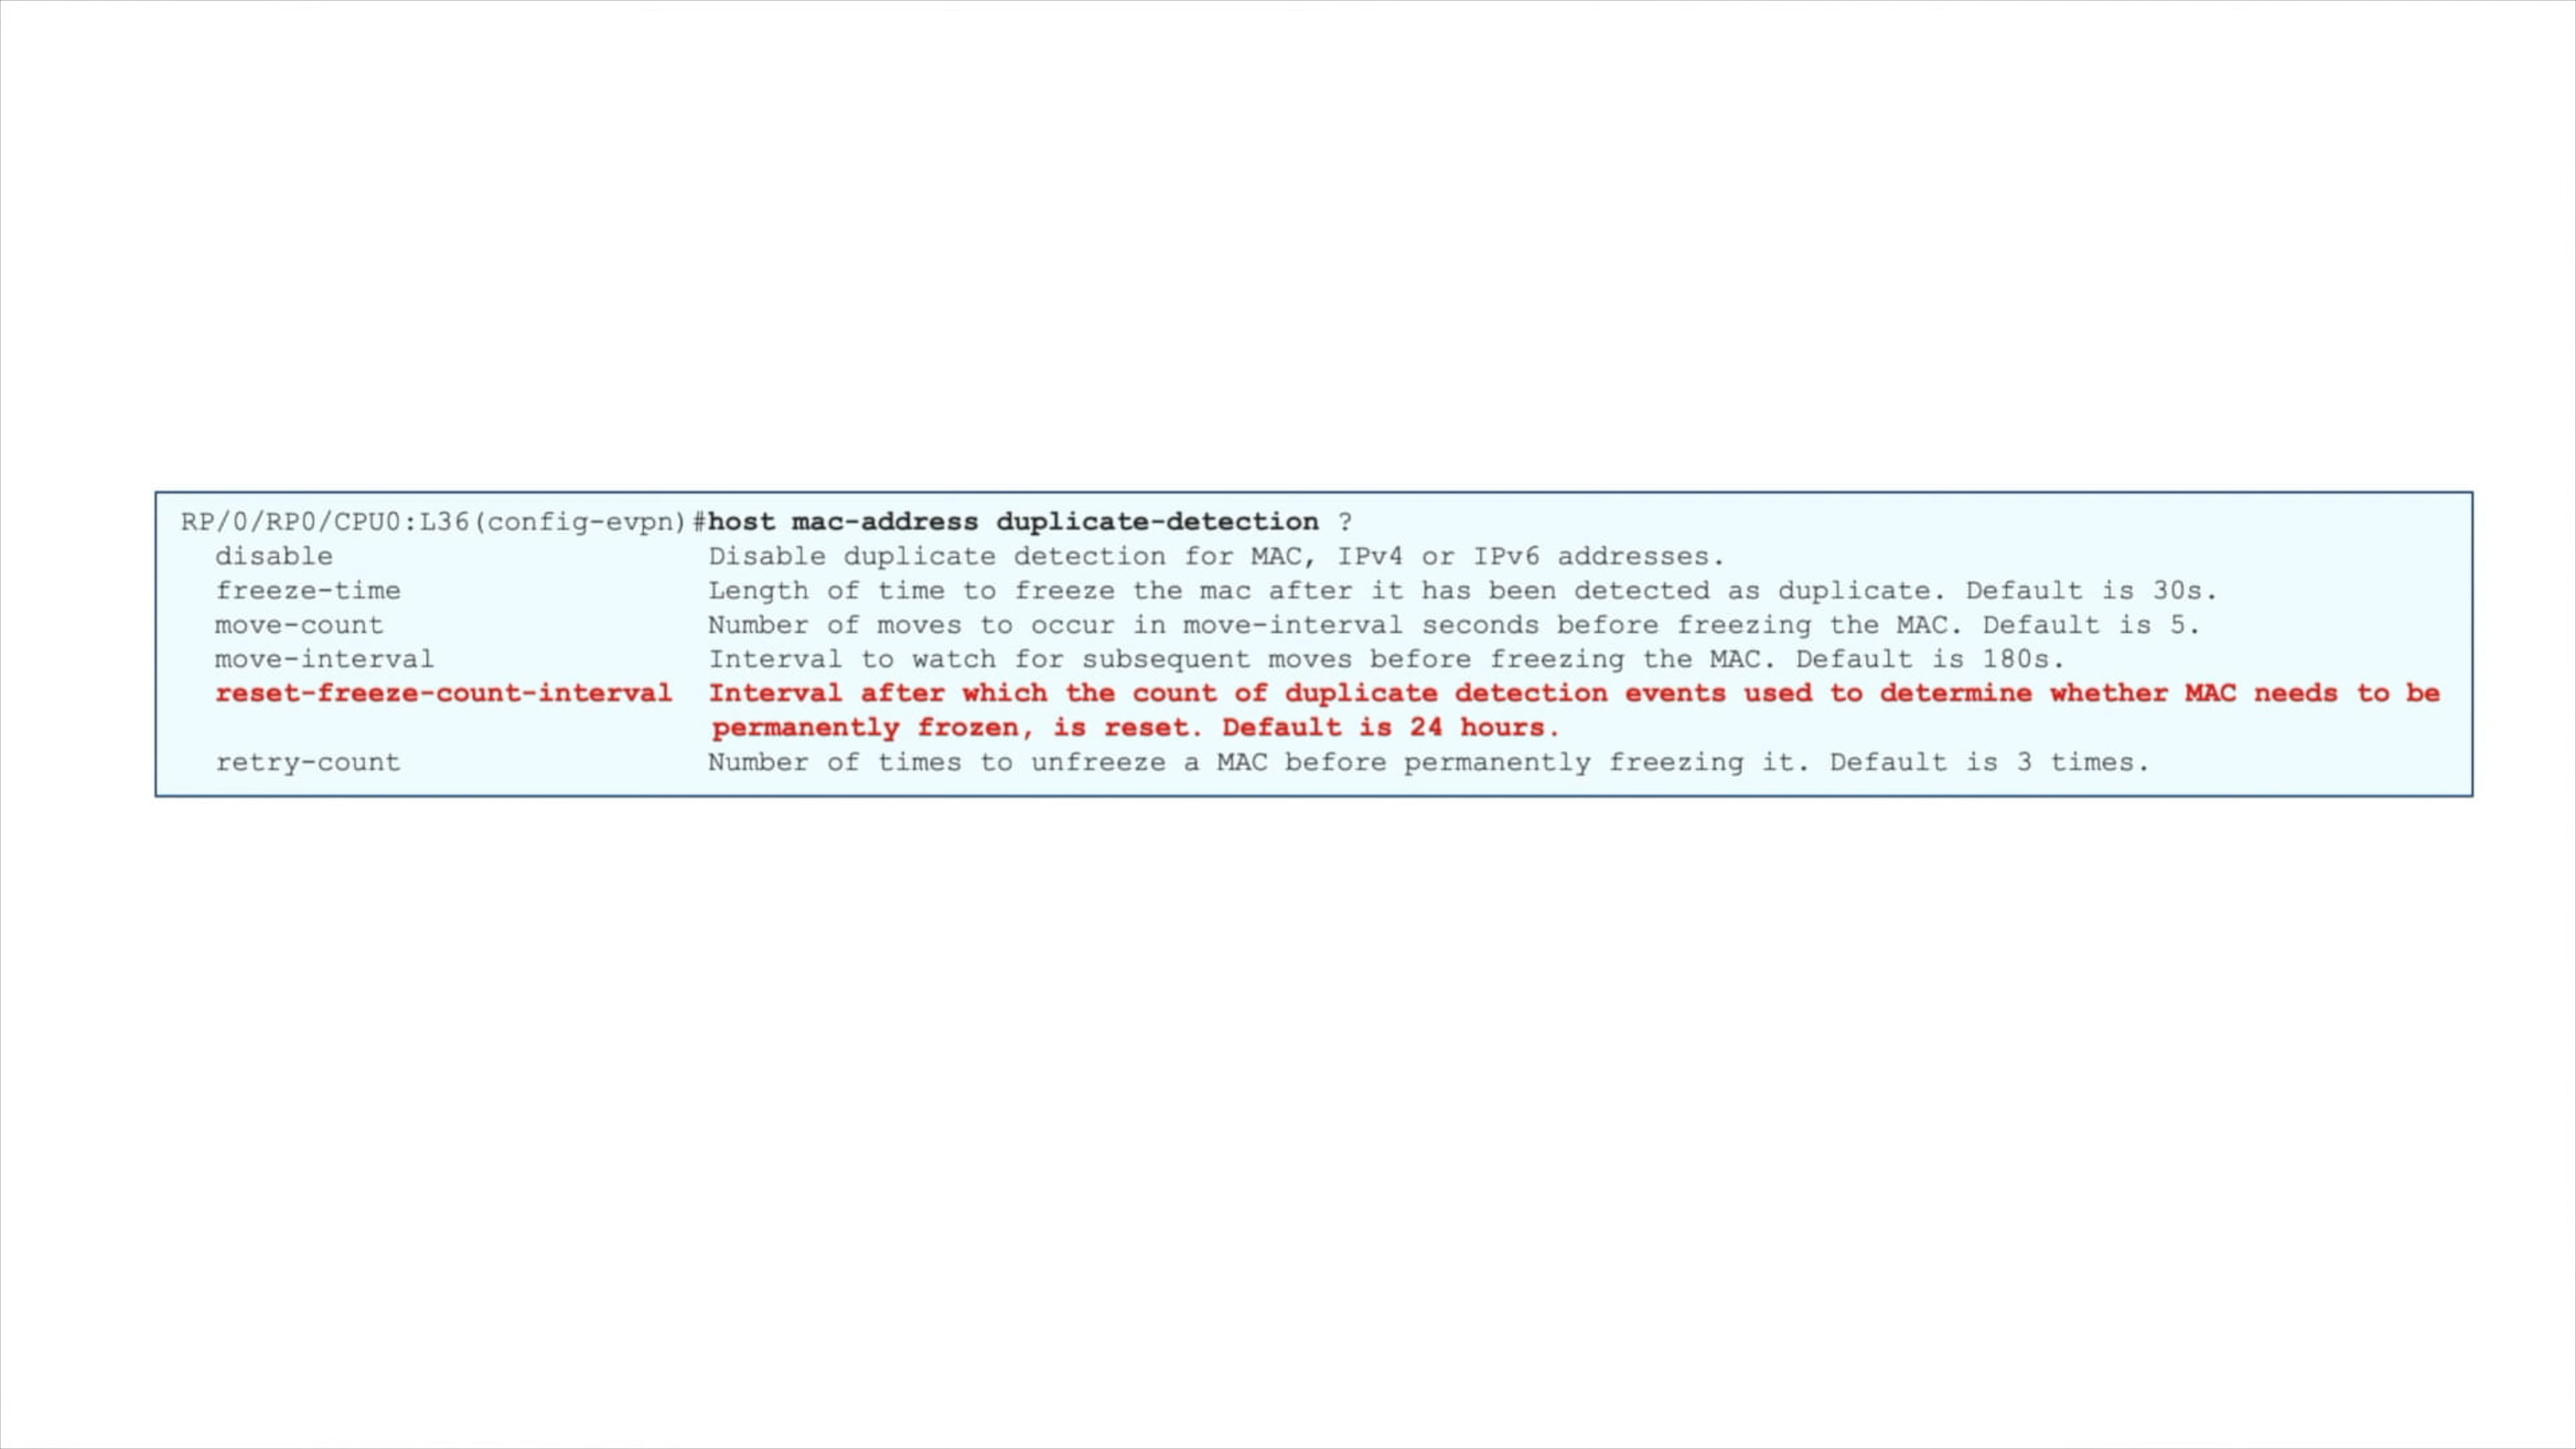 RP/0/RP0/CPU0:L36(config-evpn)#host mac-address duplicate-detection ?
disable Disable duplicate detection for MAC, IPv4 or IPv6 addresses.
freeze-time Length of time to freeze the mac after it has been detected as duplicate. Default is 30s.
move-count Number of moves to occur in move-interval seconds before freezing the MAC. Default is 5.
move-interval Interval to watch for subsequent moves before freezing the MAC. Default is 180s.
reset-freeze-count-interval Interval after which the count of duplicate detection events used to determine whether MAC needs to be
permanently frozen, is reset. Default is 24 hours.
retry-count Number of times to unfreeze a MAC before permanently freezing it. Default is 3 times.